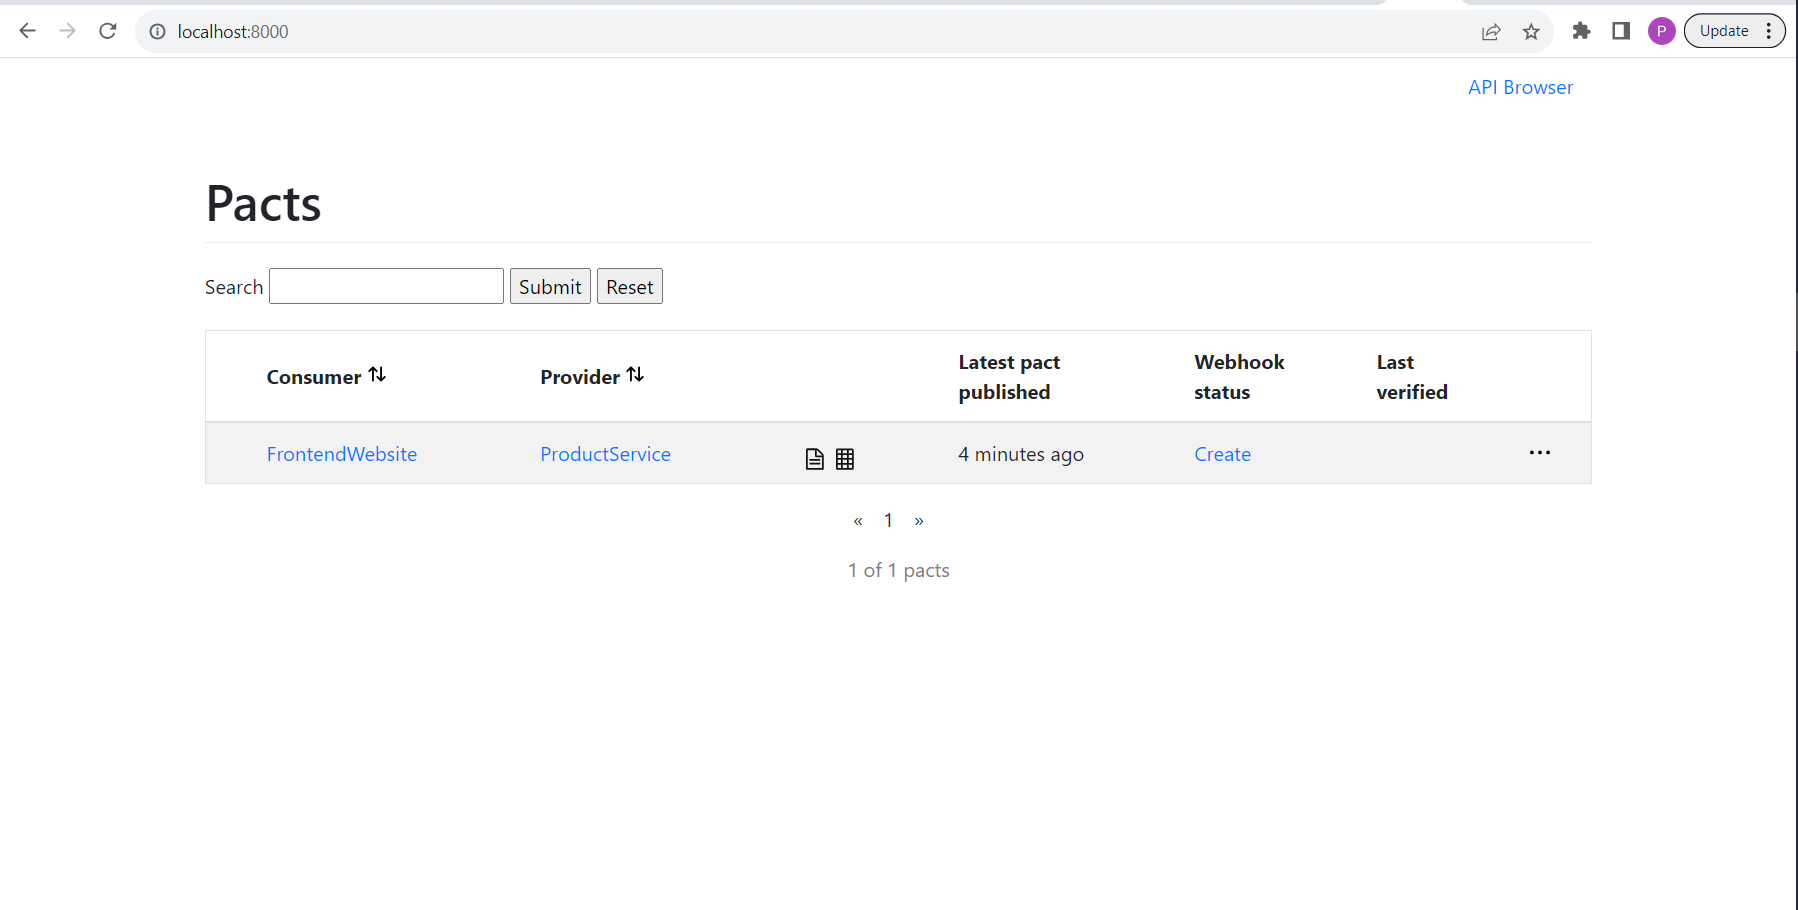 localhost:8000
P
Update
API Browser
Pacts
Search
Submit
Reset
Consumer
Provider
Latest pact
published
Webhook
status
Last
verified
FrontendWebsite
ProductService
4 minutes ago
Create
« 1 »
1 of 1 pacts